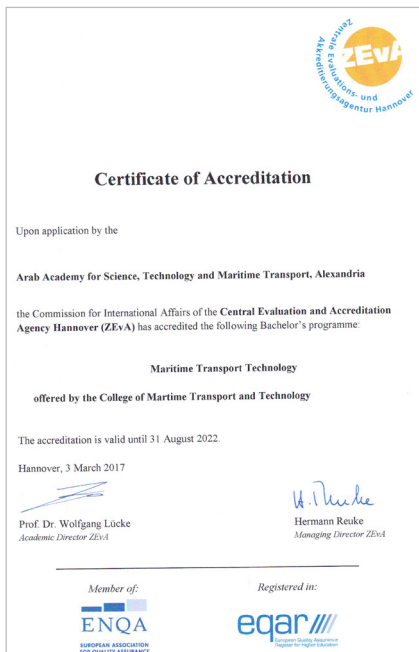 ZEvA
Zentrale Evaluations- und
Akkreditierungsagentur Hannover
Certificate of Accreditation
Upon application by the
Arab Academy for Science, Technology and Maritime Transport, Alexandria
the Commission for International Affairs of the Central Evaluation and Accreditation
Agency Hannover (ZEvA) has accredited the following Bachelor's programme:
Maritime Transport Technology
offered by the College of Martime Transport and Technology
The accreditation is valid until 31 August 2022.
Hannover, 3 March 2017
H. Reuke
Prof. Dr. Wolfgang Lücke
Academic Director ZEvA
Hermann Reuke
Managing Director ZEvA
Member of:
Registered in:
ENQA
EUROPEAN ASSOCIATION
FOR QUALITY ASSURANCE
eqar
European Quality Assurance
Register for Higher Education